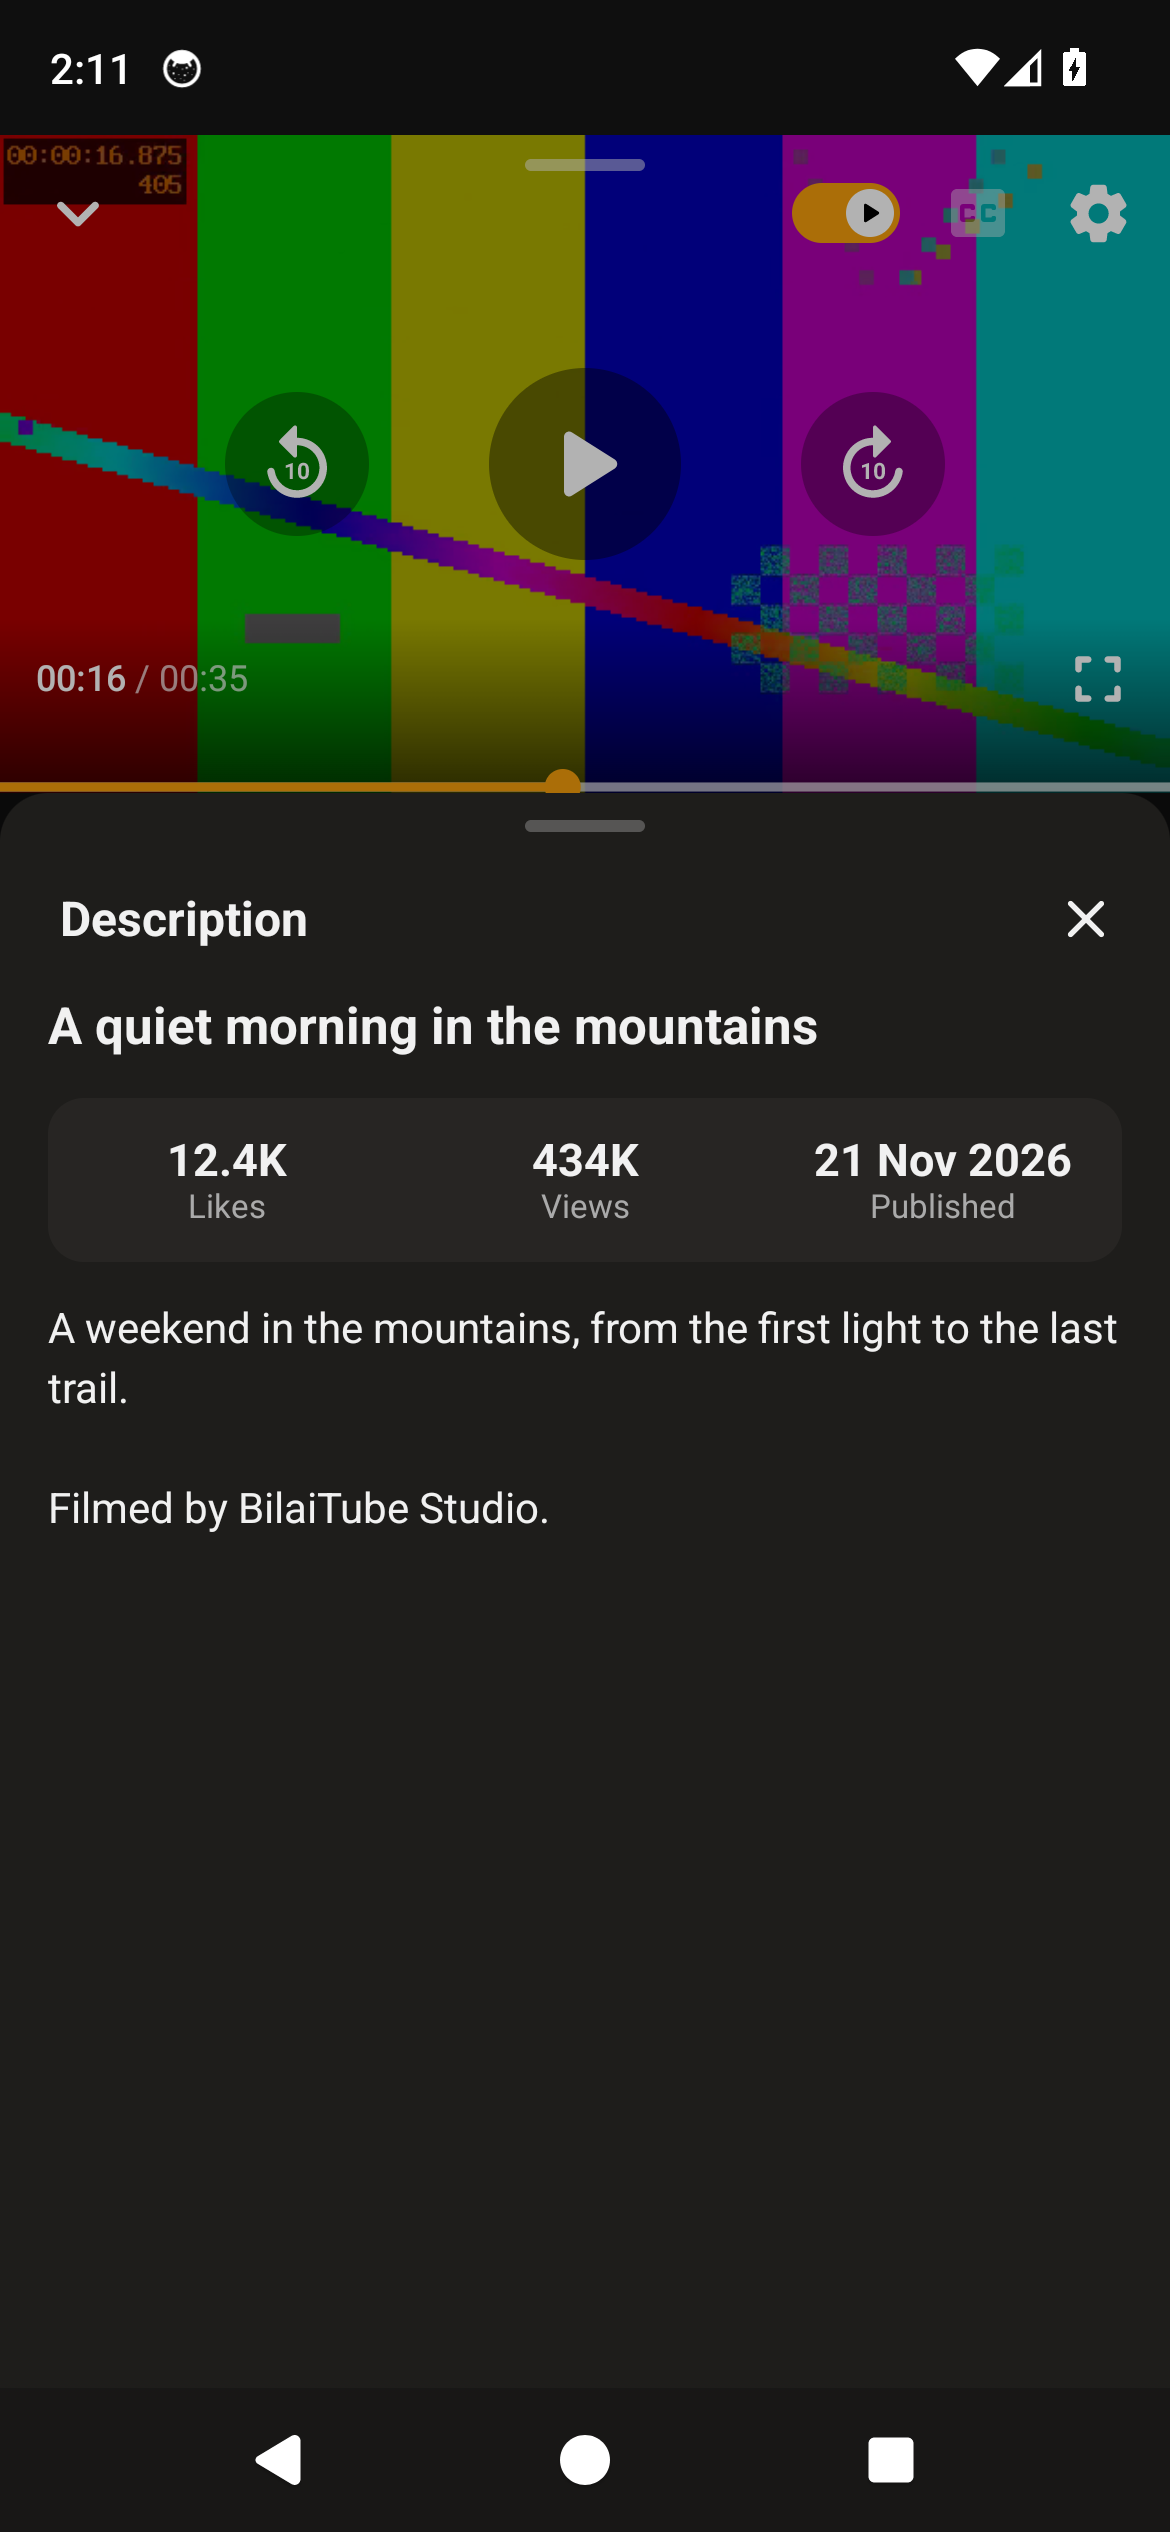 2:11
00:00:16.875
405
CC
10
10
00:16 / 00:35
Description
A quiet morning in the mountains
12.4K
Likes
434K
Views
21 Nov 2026
Published
A weekend in the mountains, from the first light to the last
trail.
Filmed by BilaiTube Studio.